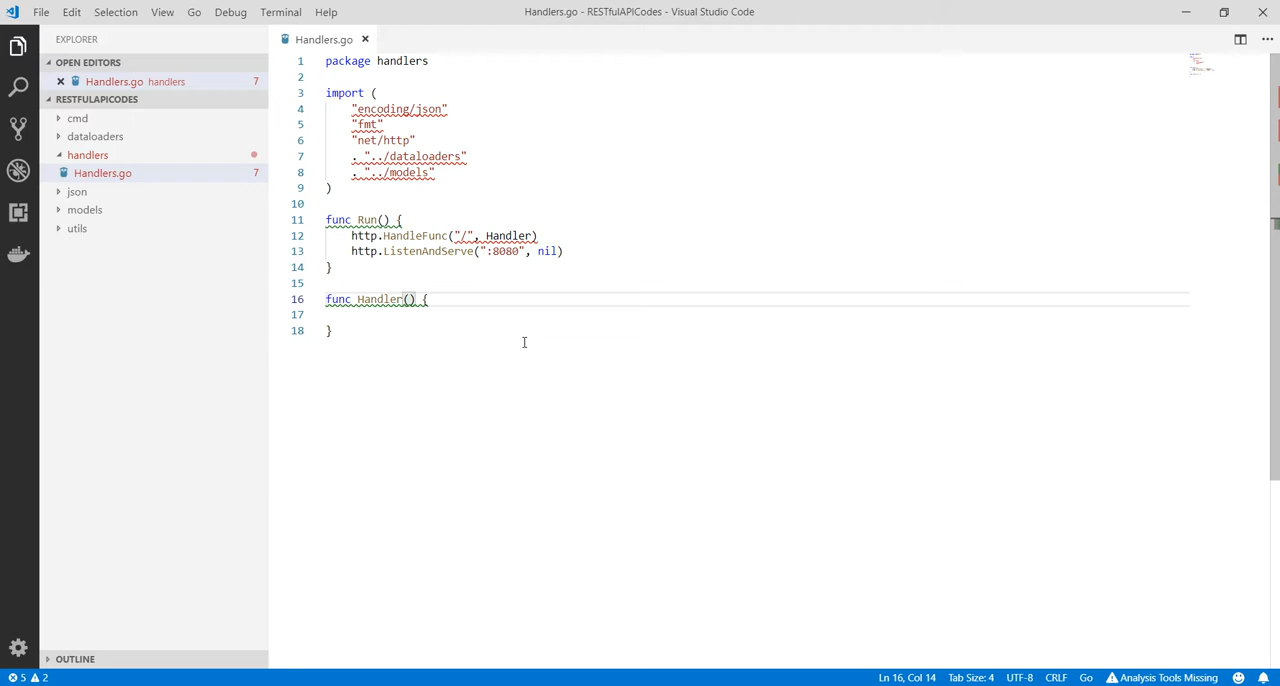 File Edit Selection View Go Debug Terminal Help Handlers.go - RESTfulAPICodes - Visual Studio Code
EXPLORER
OPEN EDITORS
Handlers.go handlers 7
RESTFULAPICODES
cmd
dataloaders
handlers
Handlers.go 7
json
models
utils
OUTLINE
Handlers.go
1 package handlers
2
3 import (
4 "encoding/json"
5 "fmt"
6 "net/http"
7 . "../dataloaders"
8 . "../models"
9 )
10
11 func Run() {
12 http.HandleFunc("/", Handler)
13 http.ListenAndServe(":8080", nil)
14 }
15
16 func Handler() {
17
18 }
5 2 Ln 16, Col 14 Tab Size: 4 UTF-8 CRLF Go Analysis Tools Missing